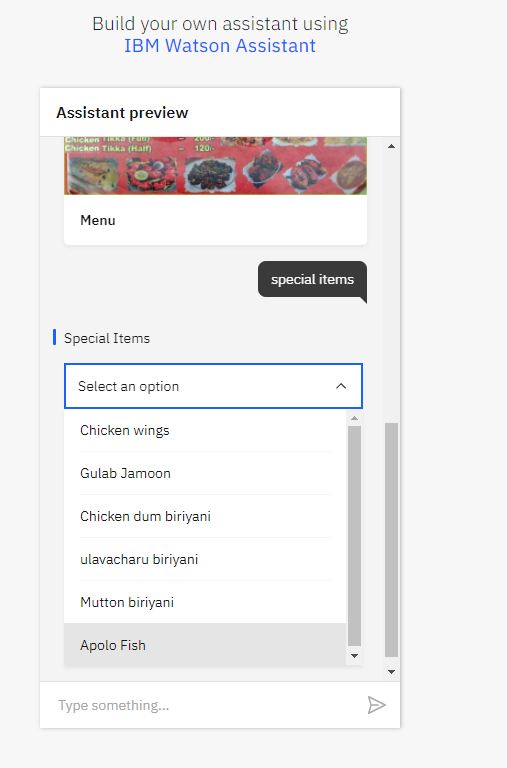 Build your own assistant using
IBM Watson Assistant
Assistant preview
Chicken Tikka (Full) – 200/-
Chicken Tikka (Half) – 120/-
Menu
special items
Special Items
Select an option
Chicken wings
Gulab Jamoon
Chicken dum biriyani
ulavacharu biriyani
Mutton biriyani
Apolo Fish
Type something...